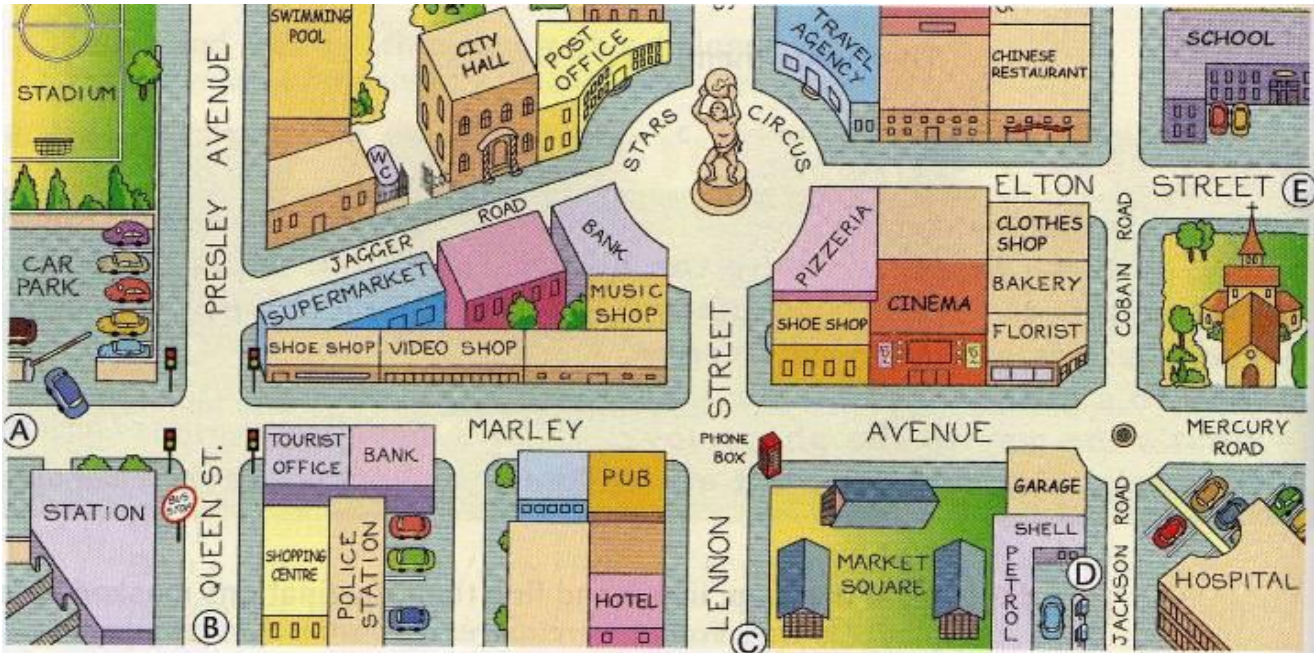 SWIMMING
POOL
CITY
HALL
POST
OFFICE
TRAVEL
AGENCY
CHINESE
RESTAURANT
SCHOOL
STADIUM
PRESLEY AVENUE
WC
STARS CIRCUS
ELTON STREET
E
JAGGER ROAD
BANK
PIZZERIA
CLOTHES
SHOP
COBAIN ROAD
CAR
PARK
SUPERMARKET
MUSIC
SHOP
CINEMA
BAKERY
SHOE SHOP
FLORIST
SHOE SHOP
VIDEO SHOP
A
MARLEY AVENUE
LENNON STREET
MERCURY
ROAD
PHONE
BOX
TOURIST
OFFICE
BANK
PUB
GARAGE
STATION
BUS
STOP
QUEEN ST.
SHOPPING
CENTRE
POLICE
STATION
HOTEL
MARKET
SQUARE
SHELL
PETROL
D
JACKSON ROAD
HOSPITAL
B
C